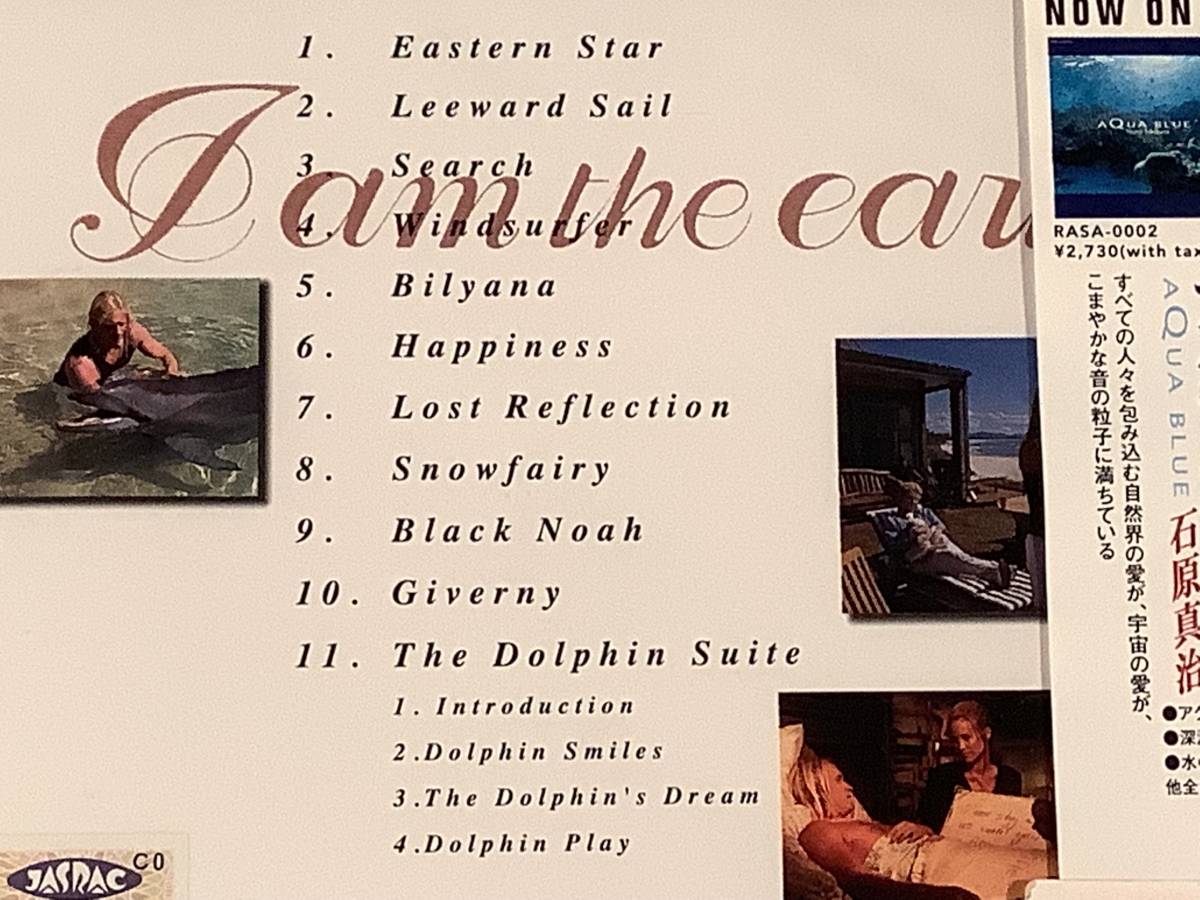 1. Eastern Star
2. Leeward Sail
3. Search
4. Windsurfer
5. Bilyana
6. Happiness
7. Lost Reflection
8. Snowfairy
9. Black Noah
10. Giverny
11. The Dolphin Suite
1. Introduction
2.Dolphin Smiles
3.The Dolphin's Dream
4.Dolphin Play
I am the ear
JASRAC
C0
NOW ON
AQUA BLUE
RASA-0002
¥2,730(with tax
AQUA BLUE
石原真治
すべての人々を包み込む自然界の愛が、宇宙の愛が、
こまやかな音の粒子に満ちている
●ア
●深
●水
他全